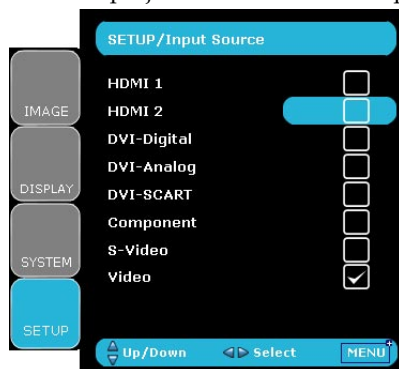 SETUP/Input Source
HDMI 1
IMAGE
HDMI 2
DVI-Digital
DVI-Analog
DISPLAY
DVI-SCART
Component
S-Video
SYSTEM
Video
SETUP
Up/Down Select MENU